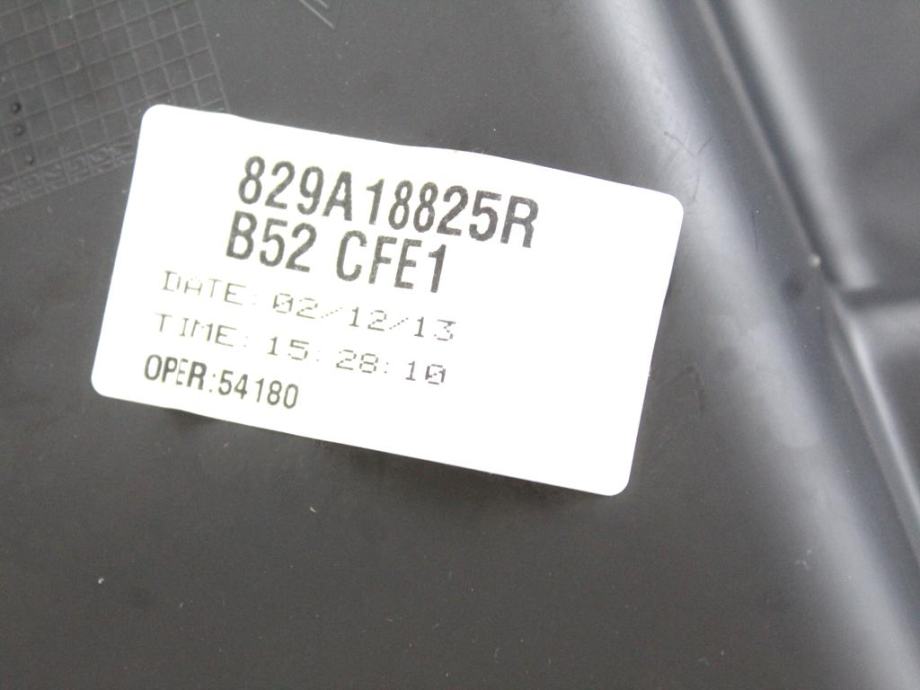 829A18825R
B52 CFE1
DATE: 02/12/13
TIME: 15:28:10
OPER:54180